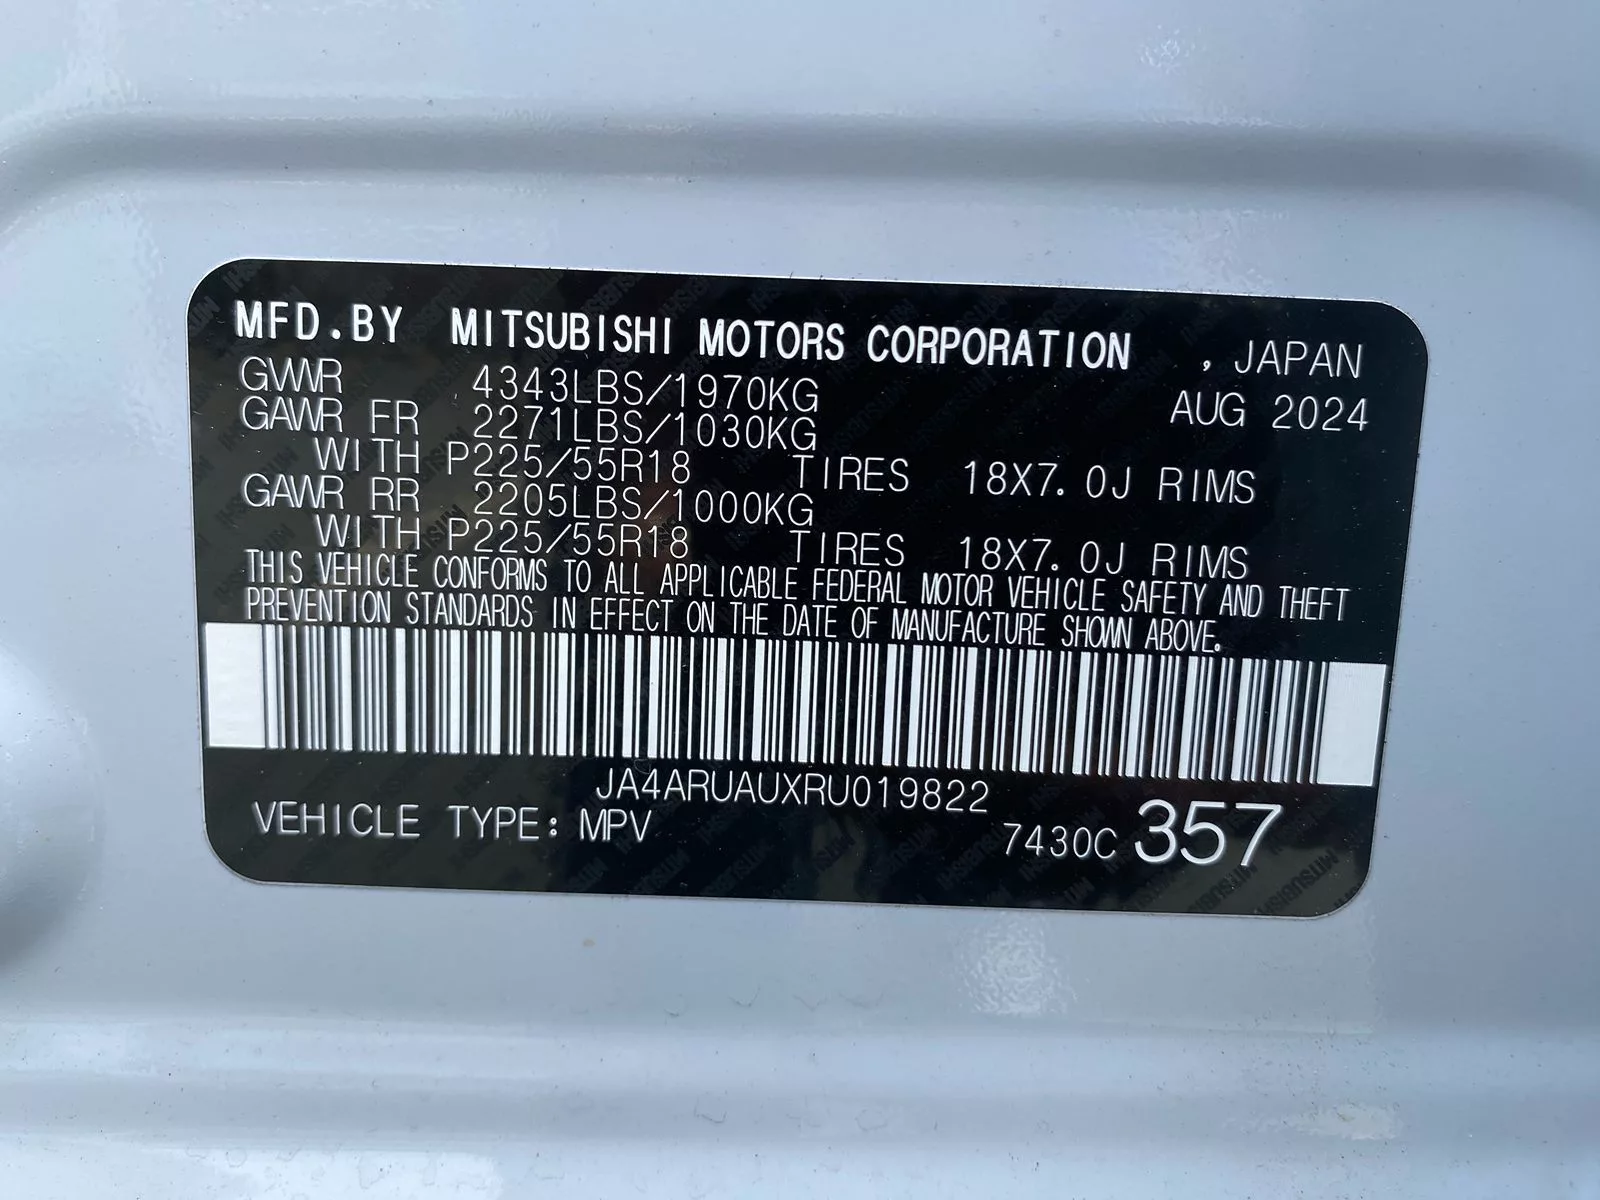 MFD.BY MITSUBISHI MOTORS CORPORATION , JAPAN
GVWR 4343LBS/1970KG AUG 2024
GAWR FR 2271LBS/1030KG
WITH P225/55R18 TIRES 18X7.0J RIMS
GAWR RR 2205LBS/1000KG
WITH P225/55R18 TIRES 18X7.0J RIMS
THIS VEHICLE CONFORMS TO ALL APPLICABLE FEDERAL MOTOR VEHICLE SAFETY AND THEFT
PREVENTION STANDARDS IN EFFECT ON THE DATE OF MANUFACTURE SHOWN ABOVE.
JA4ARUAUXRU019822
VEHICLE TYPE: MPV 7430C 357